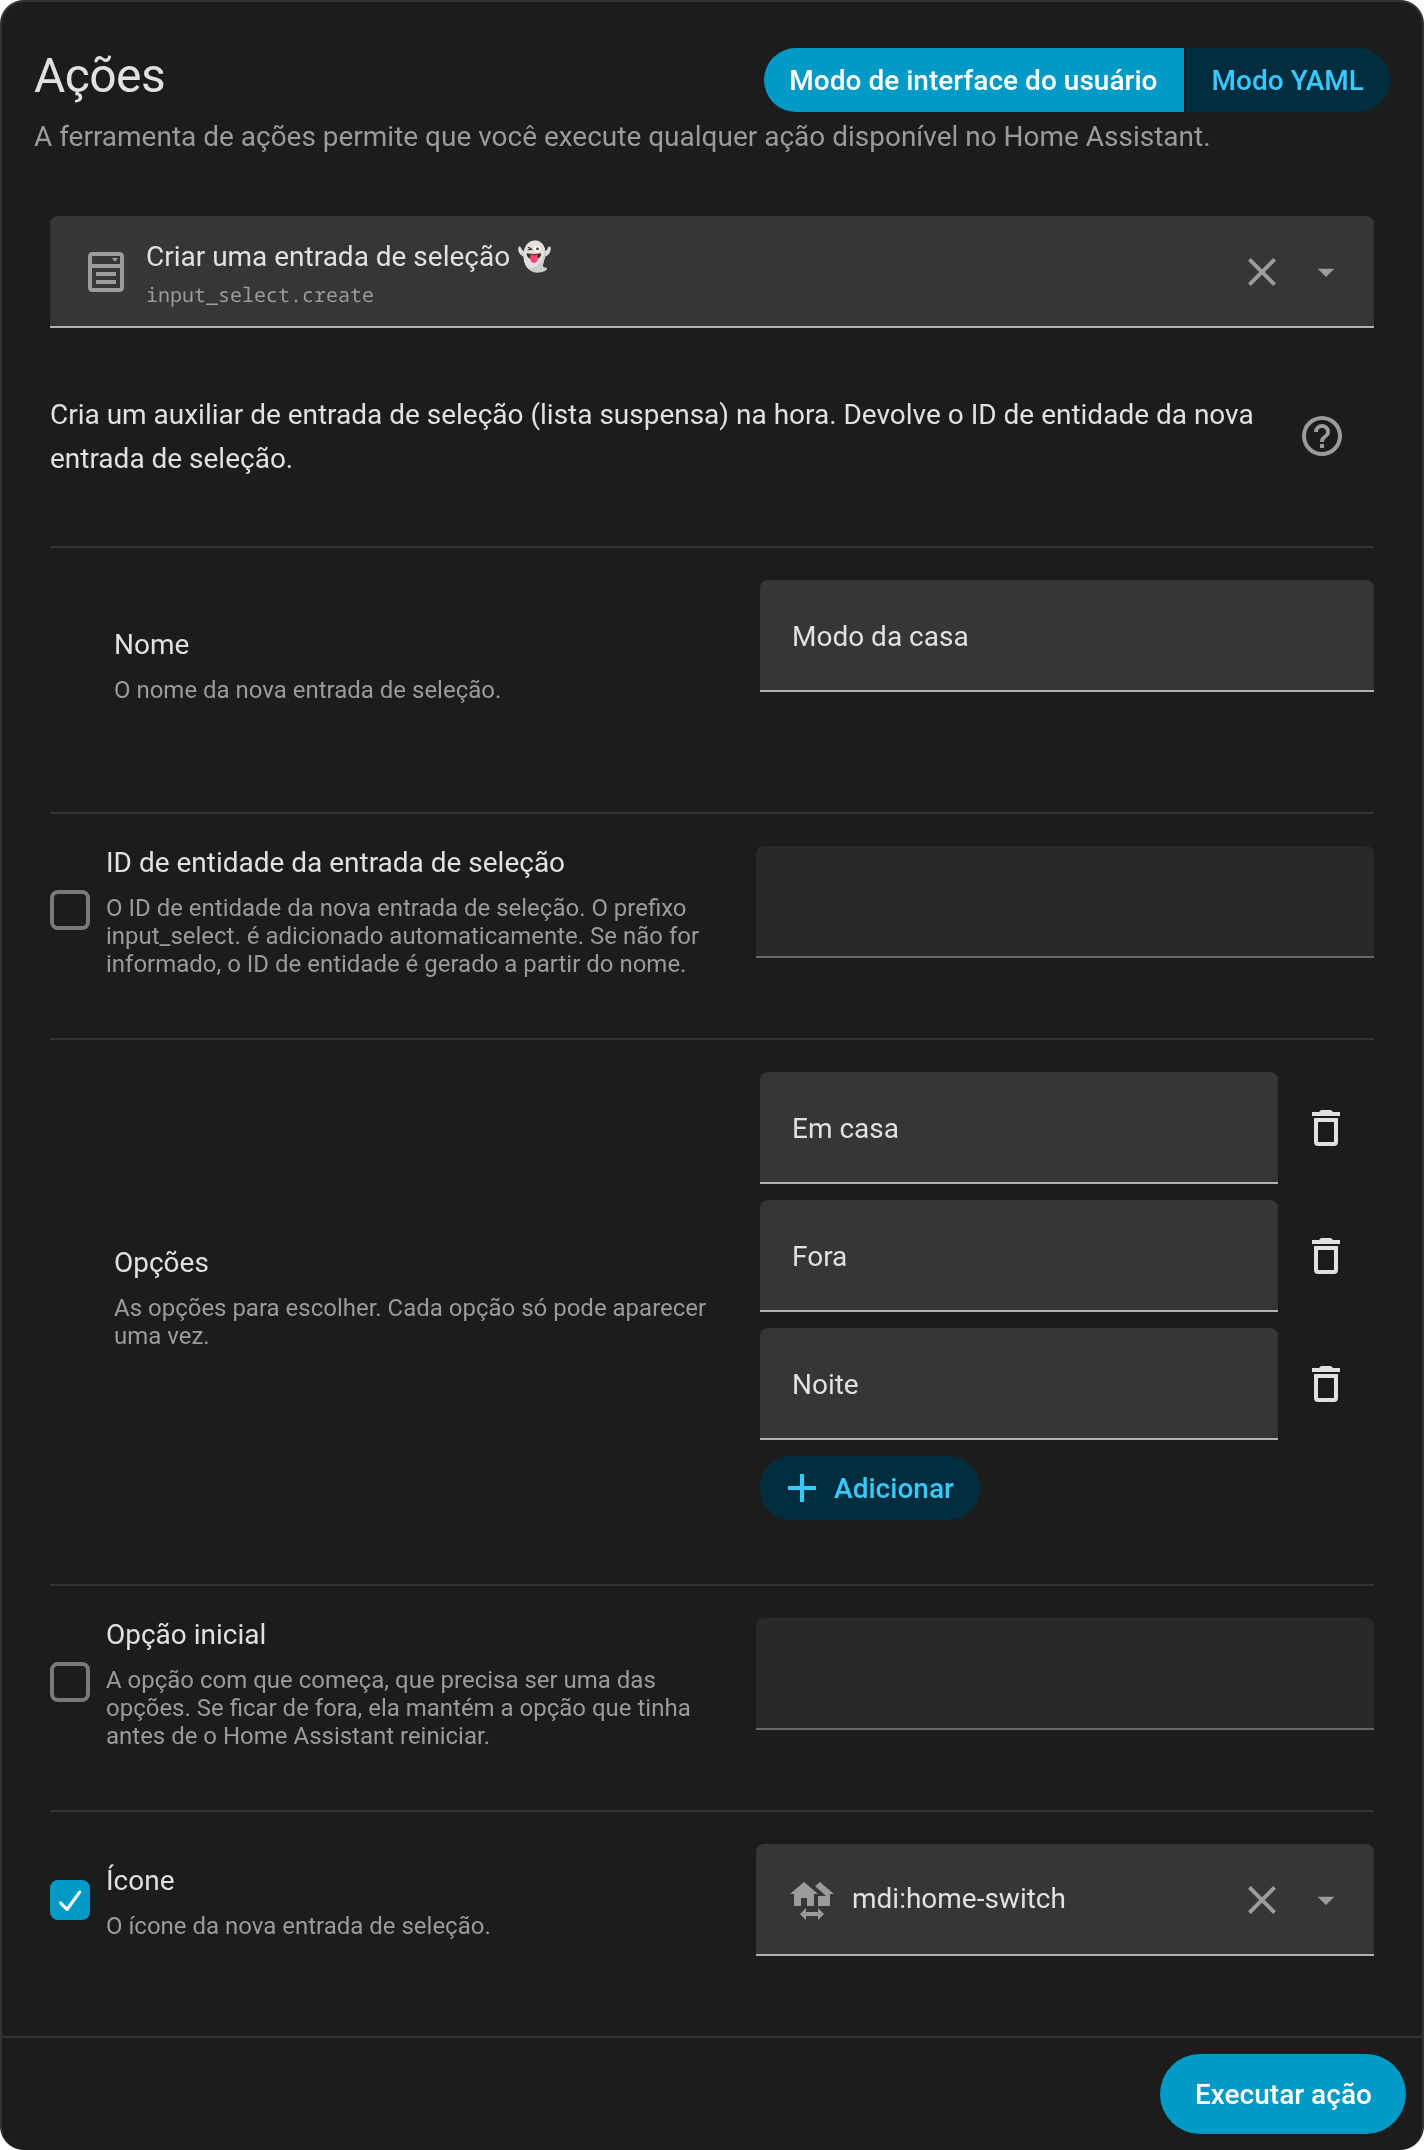 Ações
Modo de interface do usuário
Modo YAML
A ferramenta de ações permite que você execute qualquer ação disponível no Home Assistant.
Criar uma entrada de seleção 👻
input_select.create
Cria um auxiliar de entrada de seleção (lista suspensa) na hora. Devolve o ID de entidade da nova
entrada de seleção.
Nome
O nome da nova entrada de seleção.
Modo da casa
ID de entidade da entrada de seleção
O ID de entidade da nova entrada de seleção. O prefixo
input_select. é adicionado automaticamente. Se não for
informado, o ID de entidade é gerado a partir do nome.
Opções
As opções para escolher. Cada opção só pode aparecer
uma vez.
Em casa
Fora
Noite
Adicionar
Opção inicial
A opção com que começa, que precisa ser uma das
opções. Se ficar de fora, ela mantém a opção que tinha
antes de o Home Assistant reiniciar.
Ícone
O ícone da nova entrada de seleção.
mdi:home-switch
Executar ação